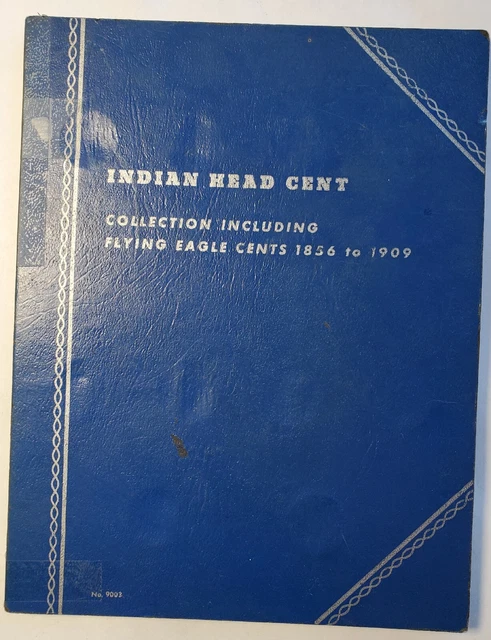 INDIAN HEAD CENT
COLLECTION INCLUDING
FLYING EAGLE CENTS 1856 to 1909
No. 9003